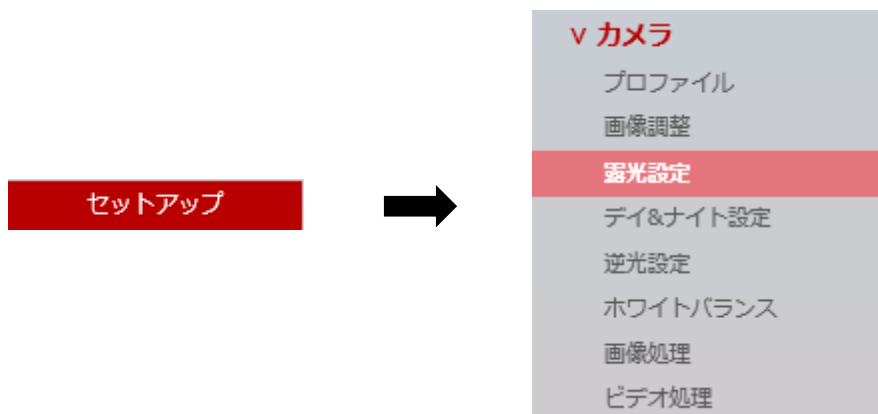 セットアップ
v カメラ
プロファイル
画像調整
露光設定
デイ&ナイト設定
逆光設定
ホワイトバランス
画像処理
ビデオ処理